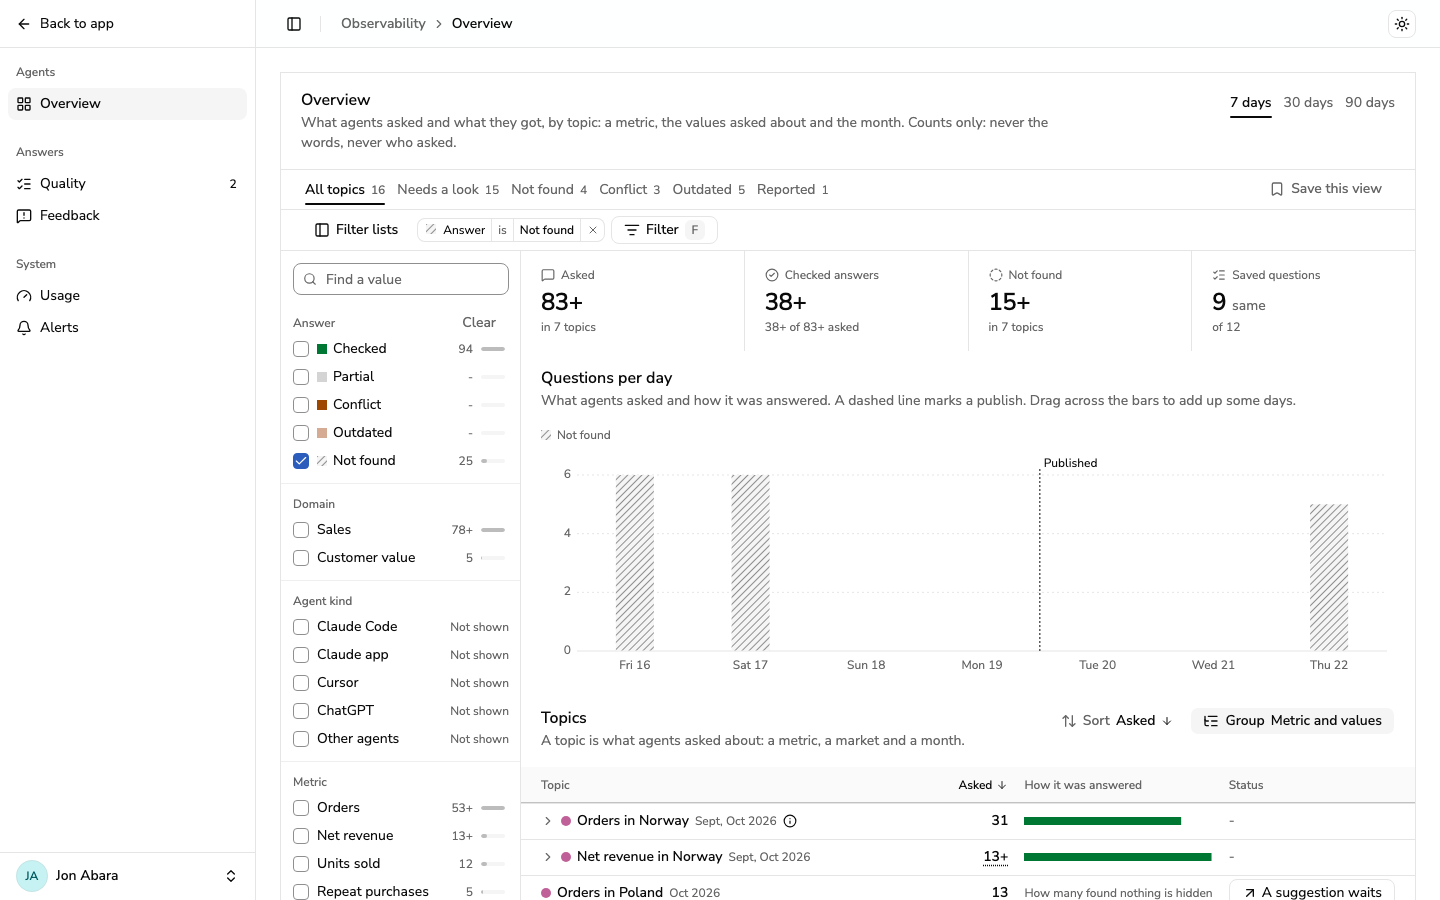 Back to app
Observability > Overview
Agents
Overview
Answers
Quality 2
Feedback
System
Usage
Alerts
JA Jon Abara
Overview
7 days 30 days 90 days
What agents asked and what they got, by topic: a metric, the values asked about and the month. Counts only: never the
words, never who asked.
All topics 16 Needs a look 15 Not found 4 Conflict 3 Outdated 5 Reported 1
Save this view
Filter lists Answer is Not found Filter F
Find a value
Answer Clear
Checked 94
Partial -
Conflict -
Outdated -
Not found 25
Domain
Sales 78+
Customer value 5
Agent kind
Claude Code Not shown
Claude app Not shown
Cursor Not shown
ChatGPT Not shown
Other agents Not shown
Metric
Orders 53+
Net revenue 13+
Units sold 12
Repeat purchases 5
Asked
83+
in 7 topics
Checked answers
38+
38+ of 83+ asked
Not found
15+
in 7 topics
Saved questions
9 same
of 12
Questions per day
What agents asked and how it was answered. A dashed line marks a publish. Drag across the bars to add up some days.
Not found
Published
6
4
2
0
Fri 16 Sat 17 Sun 18 Mon 19 Tue 20 Wed 21 Thu 22
Topics
Sort Asked Group Metric and values
A topic is what agents asked about: a metric, a market and a month.
Topic Asked How it was answered Status
Orders in Norway Sept, Oct 2026 31 -
Net revenue in Norway Sept, Oct 2026 13+ -
Orders in Poland Oct 2026 13 How many found nothing is hidden A suggestion waits